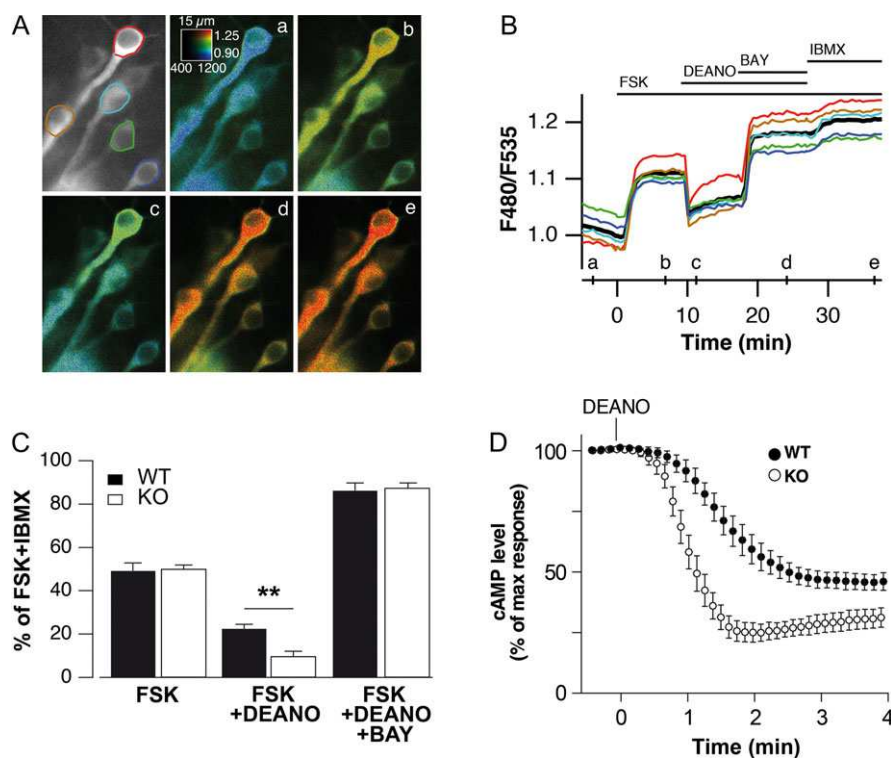 A
15 µm
1.25
0.90
400 1200
a
b
c
d
e
B
IBMX
BAY
DEANO
FSK
F480/F535
1.2
1.1
1.0
a b c d e
0 10 20 30
Time (min)
C
% of FSK+IBMX
100
80
60
40
20
0
WT
KO
**
FSK
FSK
+DEANO
FSK
+DEANO
+BAY
D
DEANO
WT
KO
cAMP level
(% of max response)
100
50
0
0 1 2 3 4
Time (min)